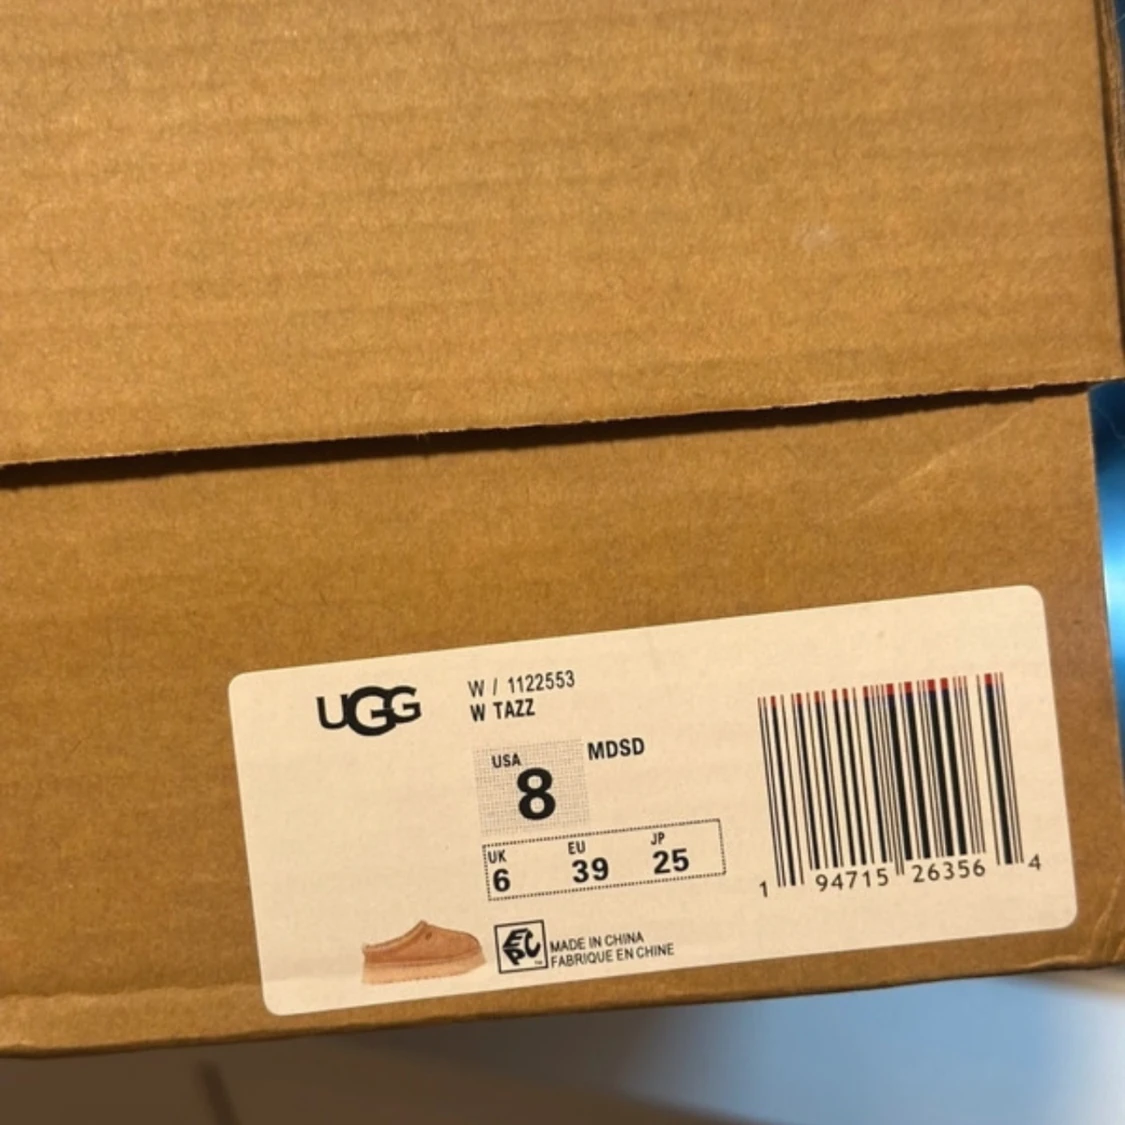 UGG
W / 1122553
W TAZZ
USA
8
MDSD
UK
6
EU
39
JP
25
1 94715 26356 4
EPC
MADE IN CHINA
FABRIQUE EN CHINE